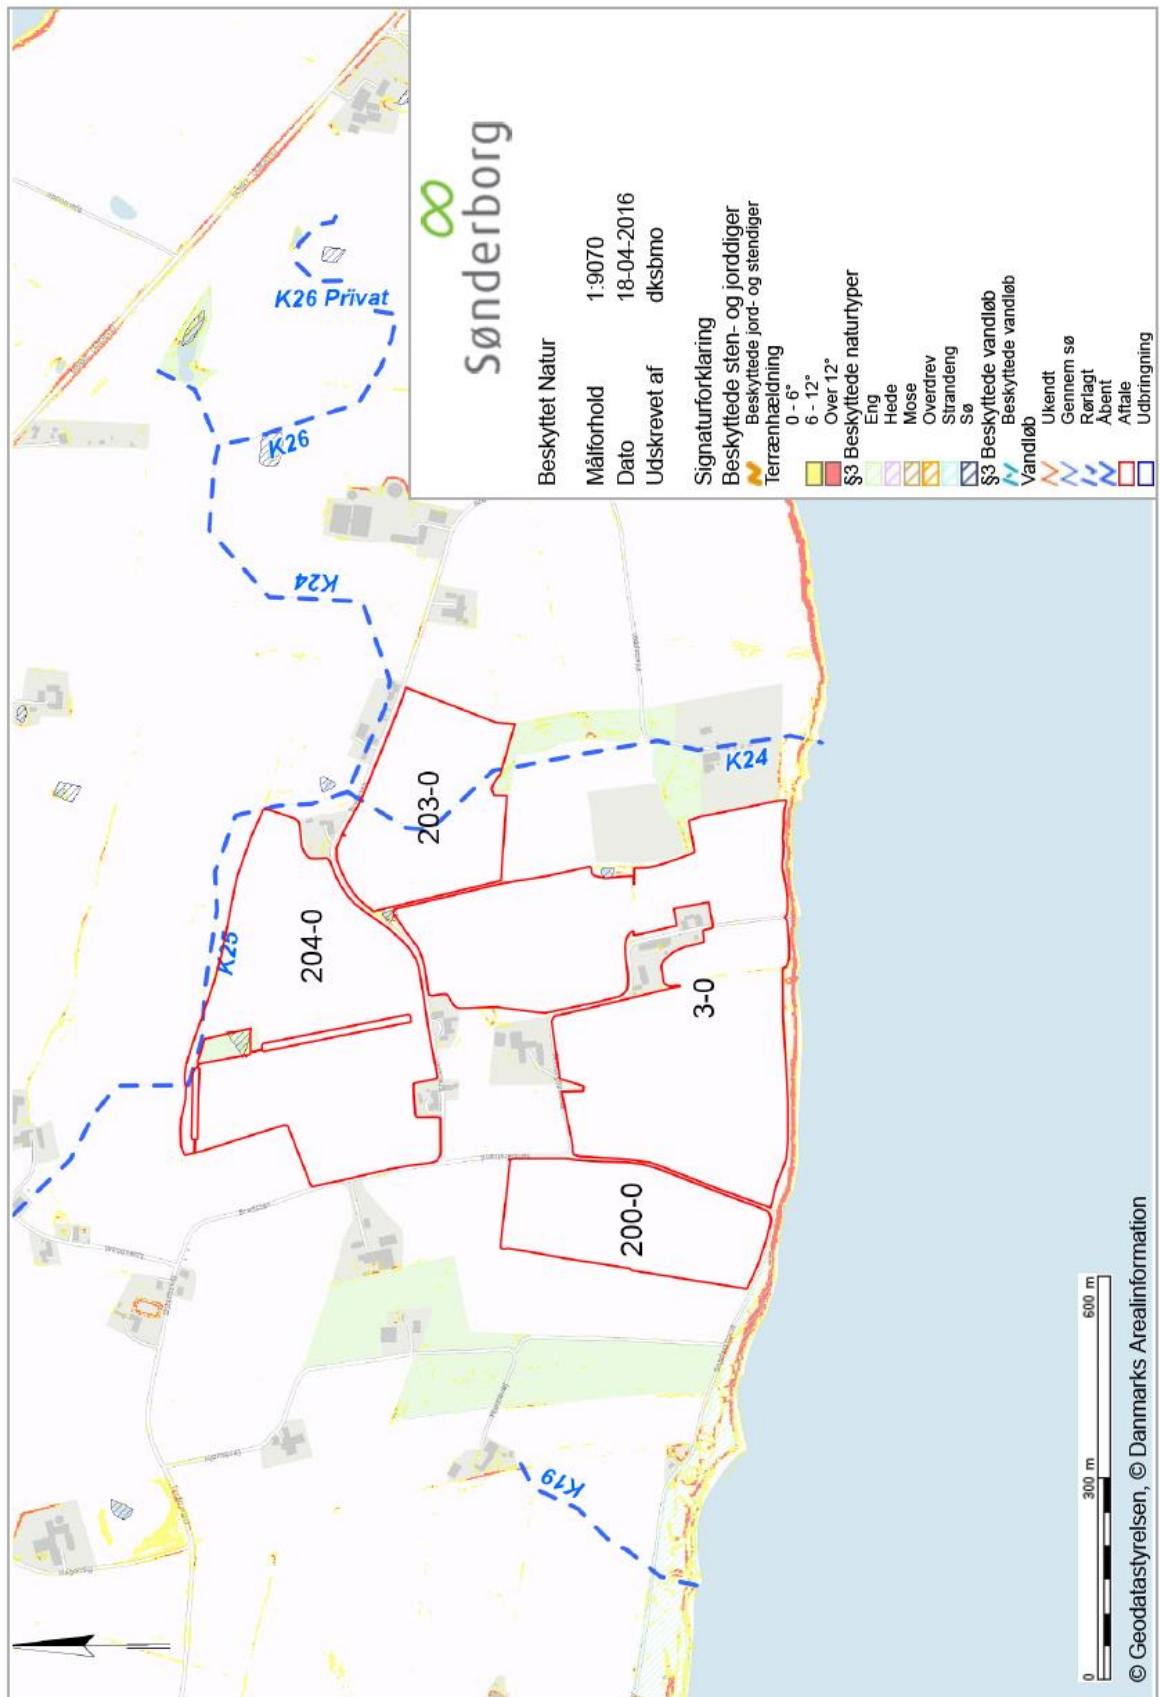 Sønderborg
Beskyttet Natur
Målforhold 1:9070
Dato 18-04-2016
Udskrevet af dksbmo
Signaturforklaring
Beskyttede sten- og jorddiger
Beskyttede jord- og stendiger
Terrænhældning
0 - 6°
6 - 12°
Over 12°
§3 Beskyttede naturtyper
Eng
Hede
Mose
Overdrev
Strandeng
Sø
§3 Beskyttede vandløb
Beskyttede vandløb
Vandløb
Ukendt
Gennem sø
Rørlagt
Åbent
Aftale
Udbringning
K26 Privat
K26
K24
K25
K24
K19
204-0
203-0
3-0
200-0
0 300 m 600 m
© Geodatastyrelsen, © Danmarks Arealinformation